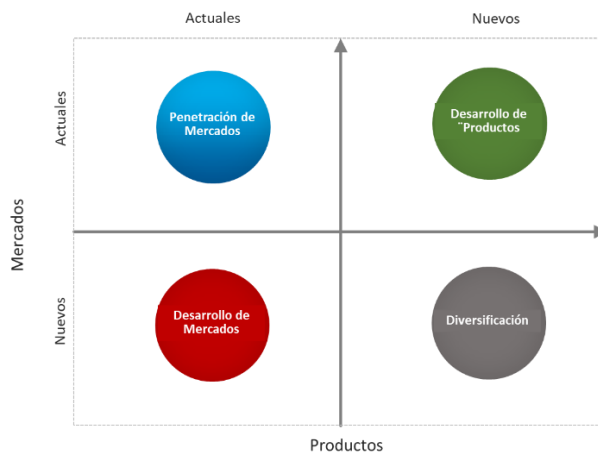 Actuales
Nuevos
Actuales
Penetración de
Mercados
Desarrollo de
¨Productos
Mercados
Nuevos
Desarrollo de
Mercados
Diversificación
Productos